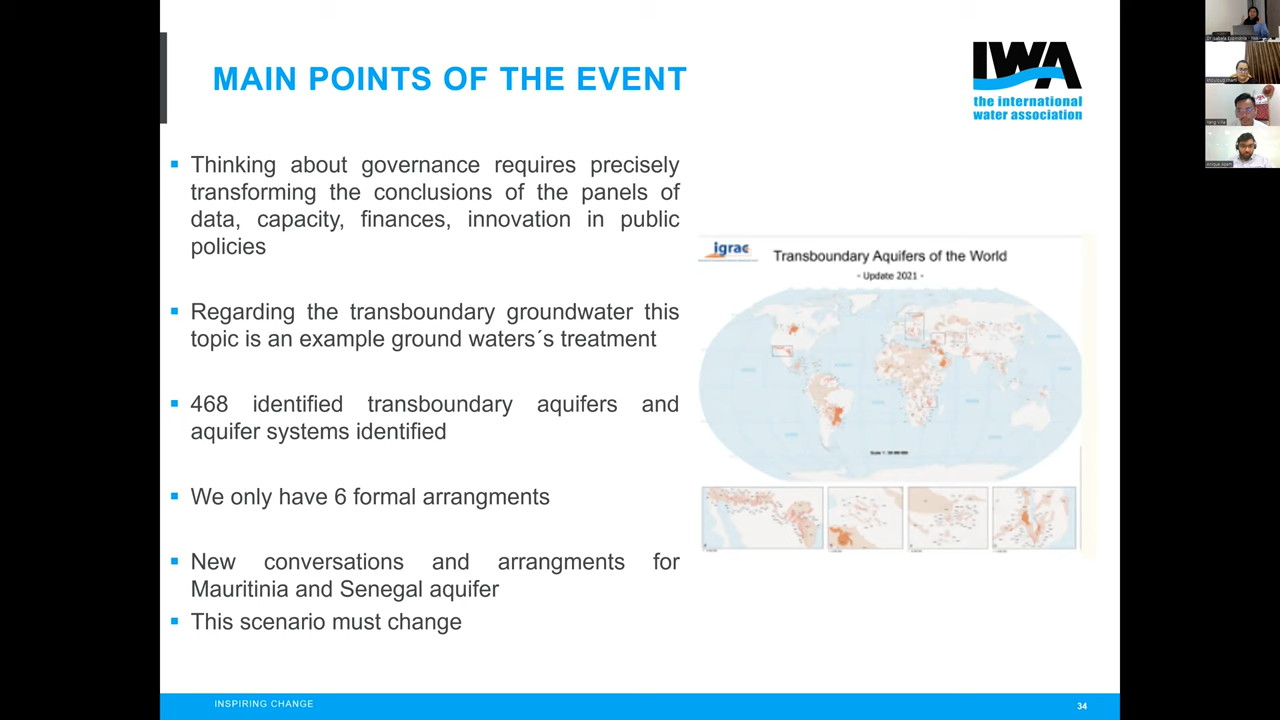 MAIN POINTS OF THE EVENT
IWA
the international
water association
▪ Thinking about governance requires precisely
transforming the conclusions of the panels of
data, capacity, finances, innovation in public
policies
▪ Regarding the transboundary groundwater this
topic is an example ground waters´s treatment
▪ 468 identified transboundary aquifers and
aquifer systems identified
▪ We only have 6 formal arrangments
▪ New conversations and arrangments for
Mauritinia and Senegal aquifer
▪ This scenario must change
igrac
Transboundary Aquifers of the World
- Update 2021 -
INSPIRING CHANGE
34